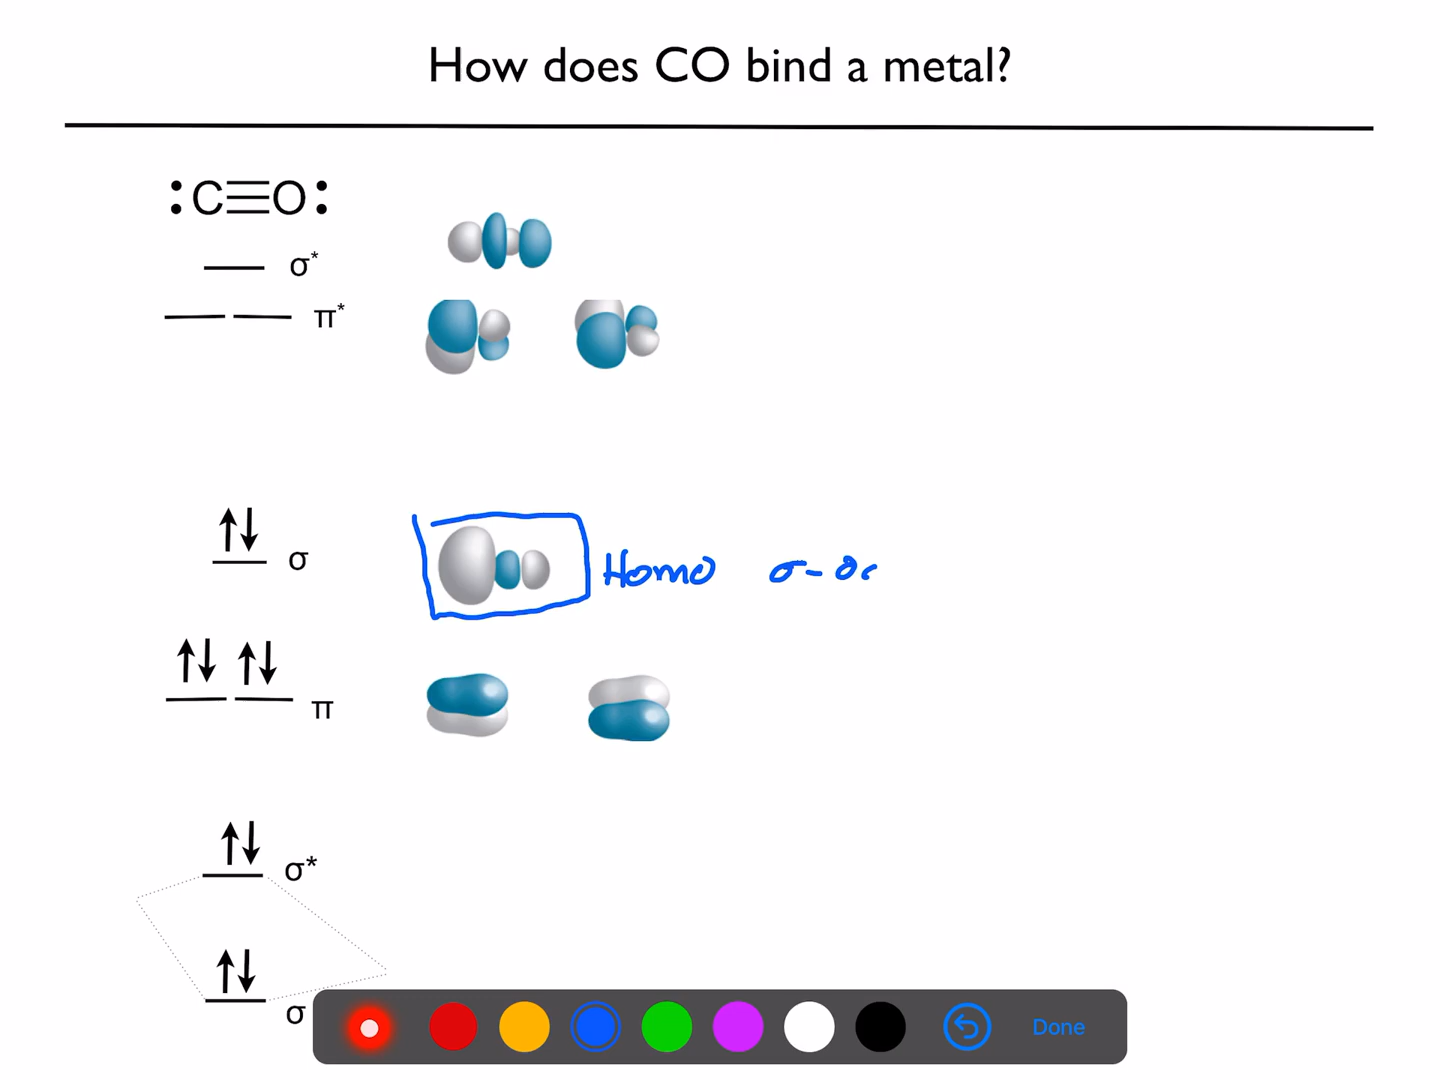 How does CO bind a metal?
:C≡O:
σ*
π*
σ
Homo σ-
π
σ*
σ
Done